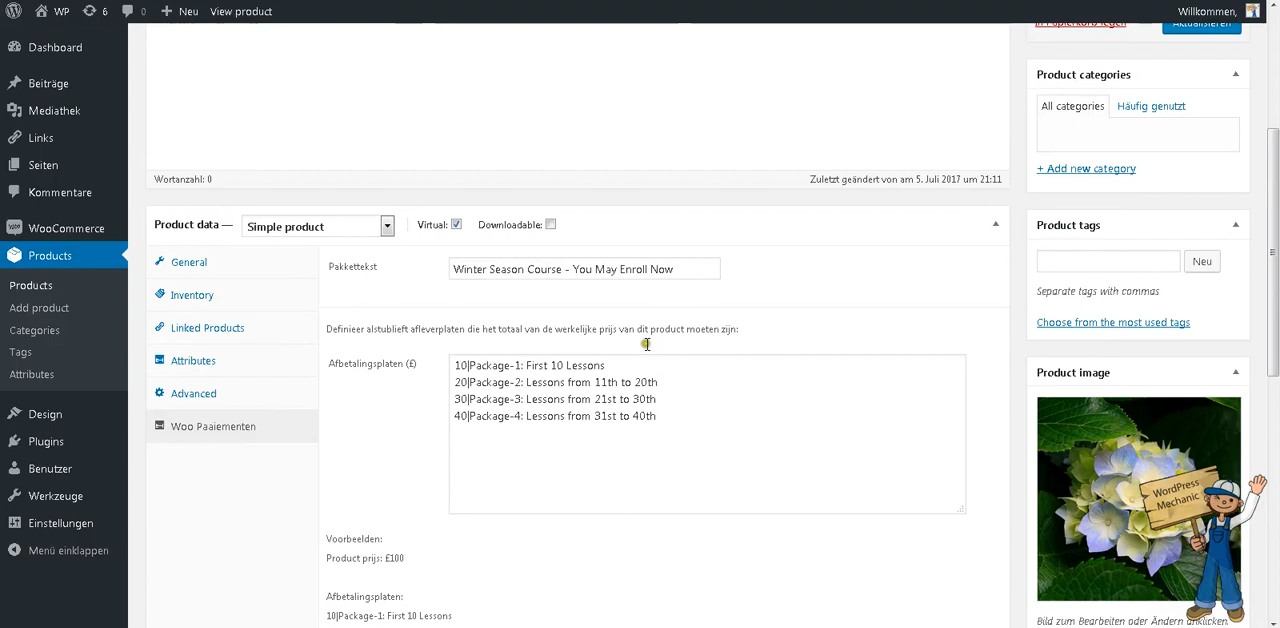 WP 6 0 Neu View product Willkommen,
Dashboard
Beiträge
Mediathek
Links
Seiten
Kommentare
WooCommerce
Products
Products
Add product
Categories
Tags
Attributes
Design
Plugins
Benutzer
Werkzeuge
Einstellungen
Menü einklappen
Wortanzahl: 0
Zuletzt geändert von am 5. Juli 2017 um 21:11
Product data — Simple product Virtual: Downloadable:
General
Inventory
Linked Products
Attributes
Advanced
Woo Paaiementen
Pakkettekst Winter Season Course - You May Enroll Now
Definieer alstublieft afleverplaten die het totaal van de werkelijke prijs van dit product moeten zijn:
Afbetalingsplaten (£)
10|Package-1: First 10 Lessons
20|Package-2: Lessons from 11th to 20th
30|Package-3: Lessons from 21st to 30th
40|Package-4: Lessons from 31st to 40th
Voorbeelden:
Product prijs: £100
Afbetalingsplaten:
10|Package-1: First 10 Lessons
In Papierkorb legen Aktualisieren
Product categories
All categories Häufig genutzt
+ Add new category
Product tags
Neu
Separate tags with commas
Choose from the most used tags
Product image
WordPress
Mechanic
Bild zum Bearbeiten oder Ändern anklicken